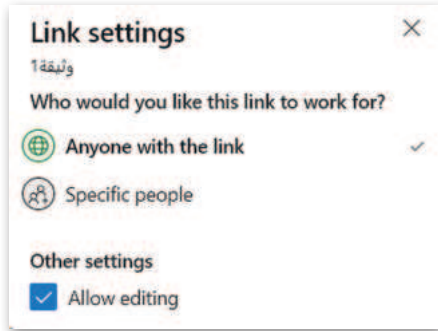 Link settings
وثيقة1
Who would you like this link to work for?
Anyone with the link
Specific people
Other settings
Allow editing